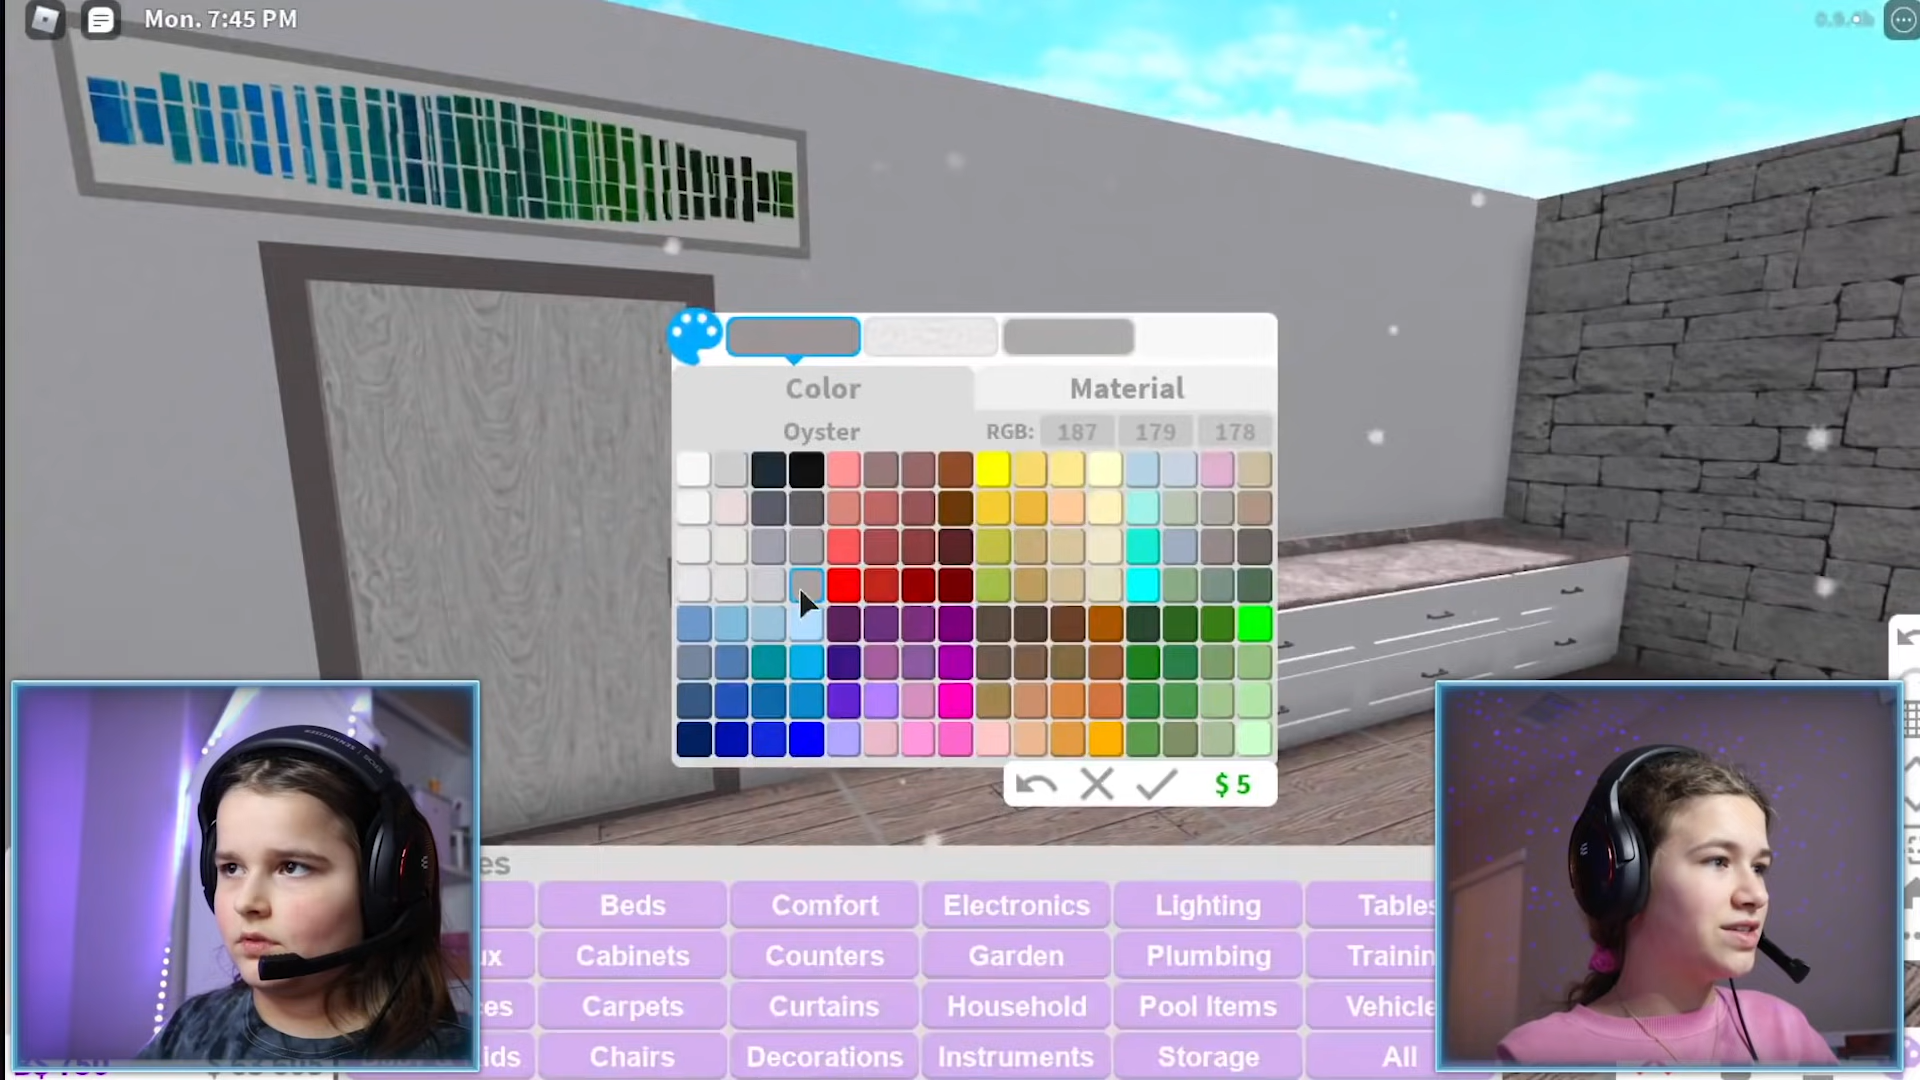 Mon. 7:45 PM
Color
Material
Oyster
RGB: 187 179 178
$ 5
Beds
Comfort
Electronics
Lighting
Tables
Cabinets
Counters
Garden
Plumbing
Carpets
Curtains
Household
Pool Items
Chairs
Decorations
Instruments
Storage
All